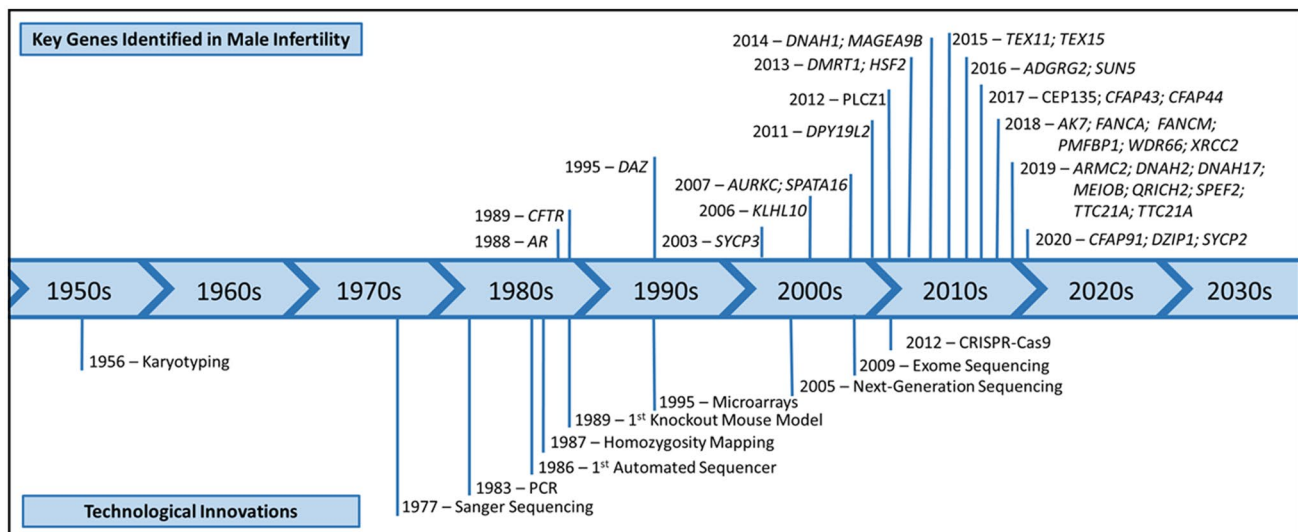 Key Genes Identified in Male Infertility
2014 – DNAH1; MAGEA9B
2013 – DMRT1; HSF2
2012 – PLCZ1
2011 – DPY19L2
1995 – DAZ
2007 – AURKC; SPATA16
1989 – CFTR
2006 – KLHL10
1988 – AR
2003 – SYCP3
2015 – TEX11; TEX15
2016 – ADGRG2; SUN5
2017 – CEP135; CFAP43; CFAP44
2018 – AK7; FANCA; FANCM;
PMFBP1; WDR66; XRCC2
2019 – ARMC2; DNAH2; DNAH17;
MEIOB; QRICH2; SPEF2;
TTC21A; TTC21A
2020 – CFAP91; DZIP1; SYCP2
1950s
1960s
1970s
1980s
1990s
2000s
2010s
2020s
2030s
1956 – Karyotyping
2012 – CRISPR-Cas9
2009 – Exome Sequencing
2005 – Next-Generation Sequencing
1995 – Microarrays
1989 – 1st Knockout Mouse Model
1987 – Homozygosity Mapping
1986 – 1st Automated Sequencer
1983 – PCR
1977 – Sanger Sequencing
Technological Innovations